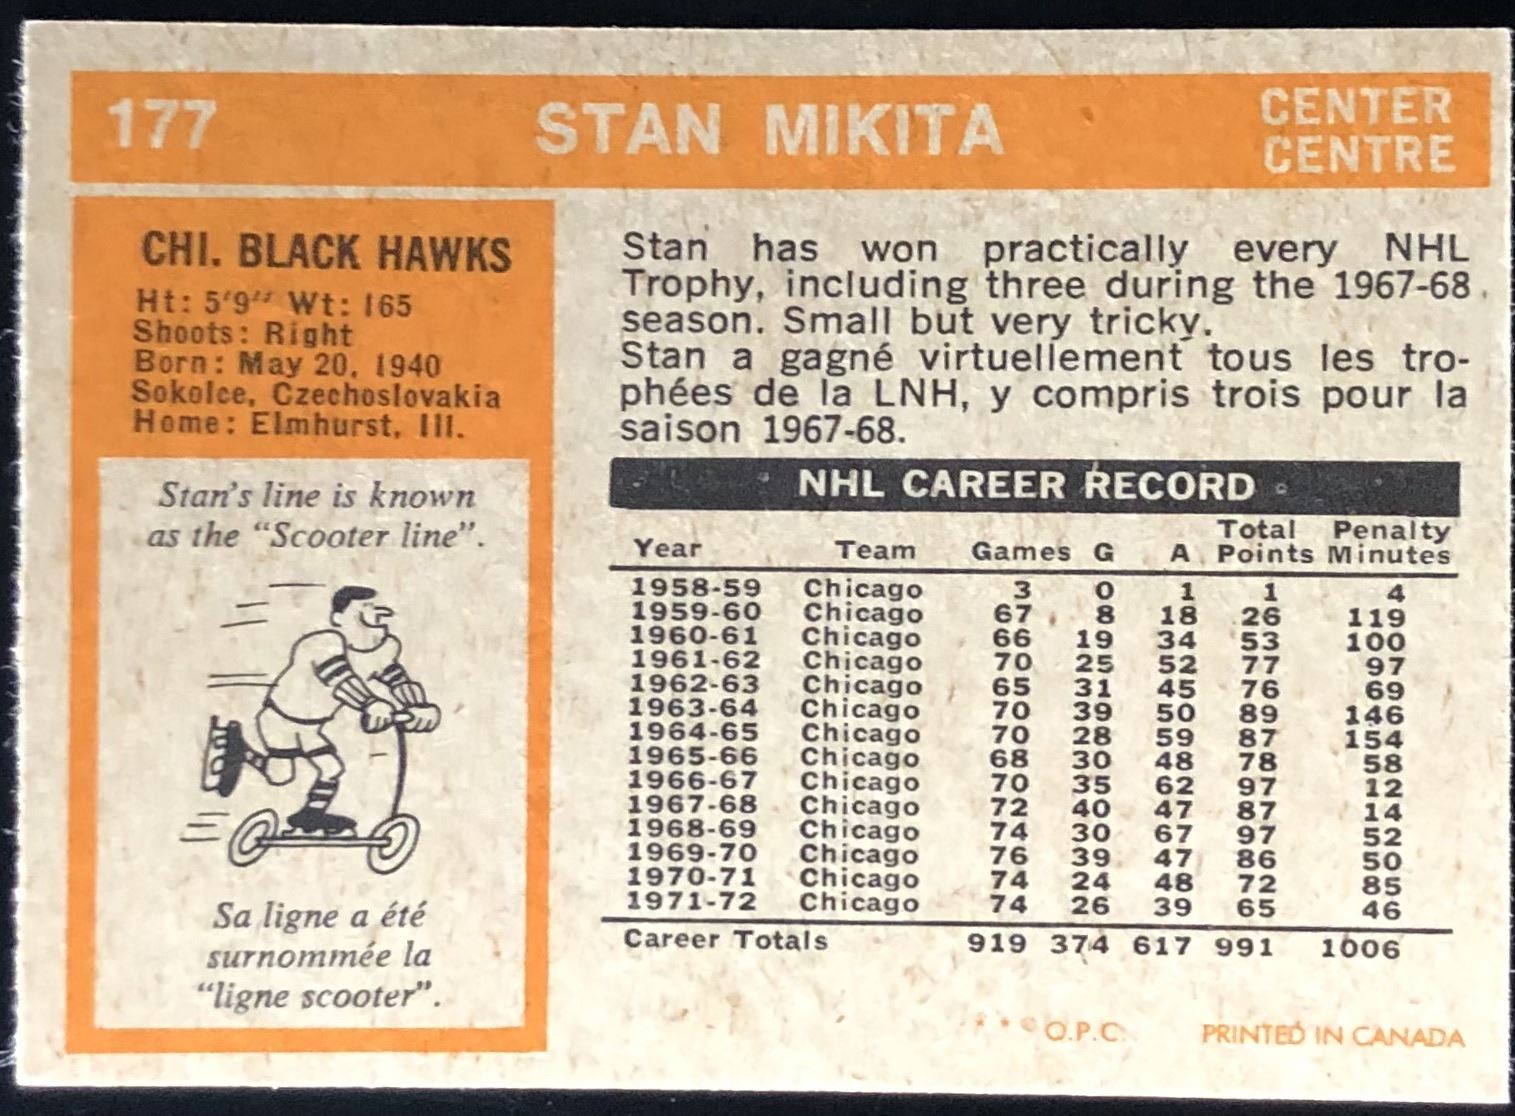 177 STAN MIKITA CENTER
CENTRE
CHI. BLACK HAWKS
Ht: 5'9" Wt: 165
Shoots: Right
Born: May 20, 1940
Sokolce, Czechoslovakia
Home: Elmhurst, Ill.
Stan's line is known
as the "Scooter line".
Sa ligne a été
surnommée la
"ligne scooter".
Stan has won practically every NHL
Trophy, including three during the 1967-68
season. Small but very tricky.
Stan a gagné virtuellement tous les tro-
phées de la LNH, y compris trois pour la
saison 1967-68.
NHL CAREER RECORD
Total Penalty
Year Team Games G A Points Minutes
1958-59 Chicago 3 0 1 1 4
1959-60 Chicago 67 8 18 26 119
1960-61 Chicago 66 19 34 53 100
1961-62 Chicago 70 25 52 77 97
1962-63 Chicago 65 31 45 76 69
1963-64 Chicago 70 39 50 89 146
1964-65 Chicago 70 28 59 87 154
1965-66 Chicago 68 30 48 78 58
1966-67 Chicago 70 35 62 97 12
1967-68 Chicago 72 40 47 87 14
1968-69 Chicago 74 30 67 97 52
1969-70 Chicago 76 39 47 86 50
1970-71 Chicago 74 24 48 72 85
1971-72 Chicago 74 26 39 65 46
Career Totals 919 374 617 991 1006
* * © O.P.C. PRINTED IN CANADA